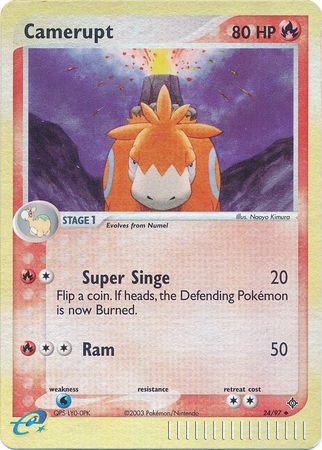 Camerupt 80 HP
Illus. Naoyo Kimura
STAGE 1
Evolves from Numel
Super Singe 20
Flip a coin. If heads, the Defending Pokémon
is now Burned.
Ram 50
weakness resistance retreat cost
©2003 Pokémon/Nintendo 24/97